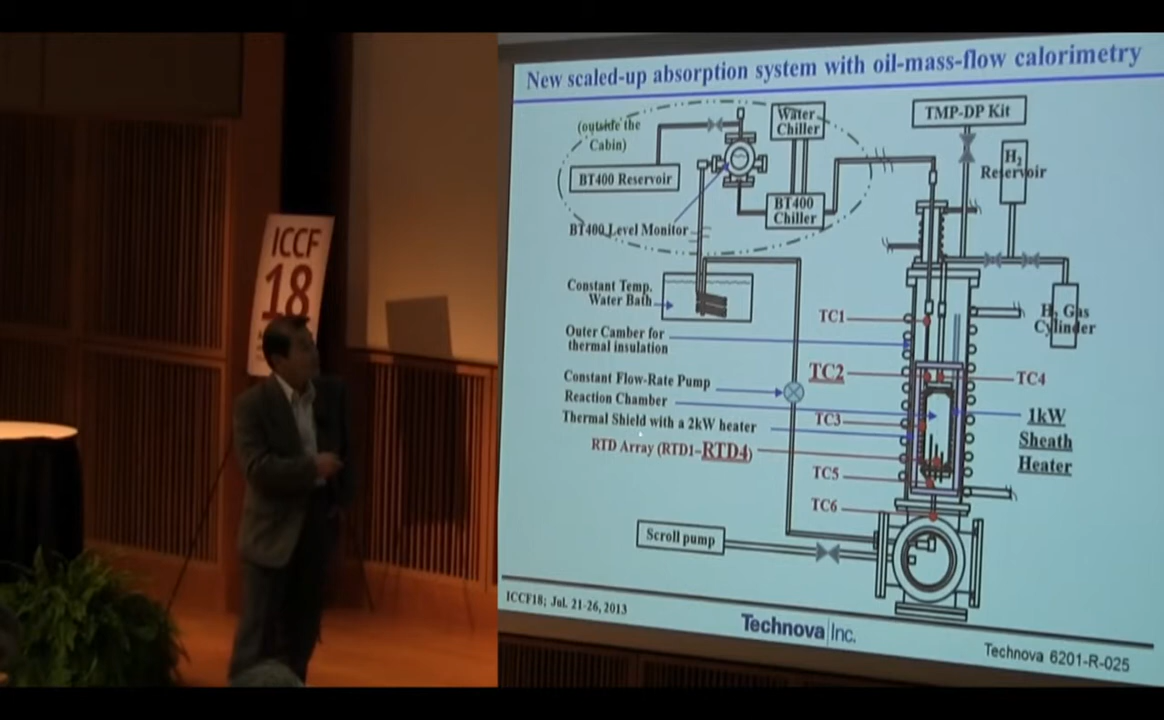 ICCF
18
New scaled-up absorption system with oil-mass-flow calorimetry
(outside the
Cabin)
Water
Chiller
TMP-DP Kit
BT400 Reservoir
H2
Reservoir
BT400
Chiller
BT400 Level Monitor
Constant Temp.
Water Bath
TC1
H2 Gas
Cylinder
Outer Camber for
thermal insulation
TC2
TC4
Constant Flow-Rate Pump
Reaction Chamber
Thermal Shield with a 2kW heater
TC3
1kW
Sheath
Heater
RTD Array (RTD1-RTD4)
TC5
TC6
Scroll pump
ICCF18; Jul. 21-26, 2013
Technova Inc.
Technova 6201-R-025